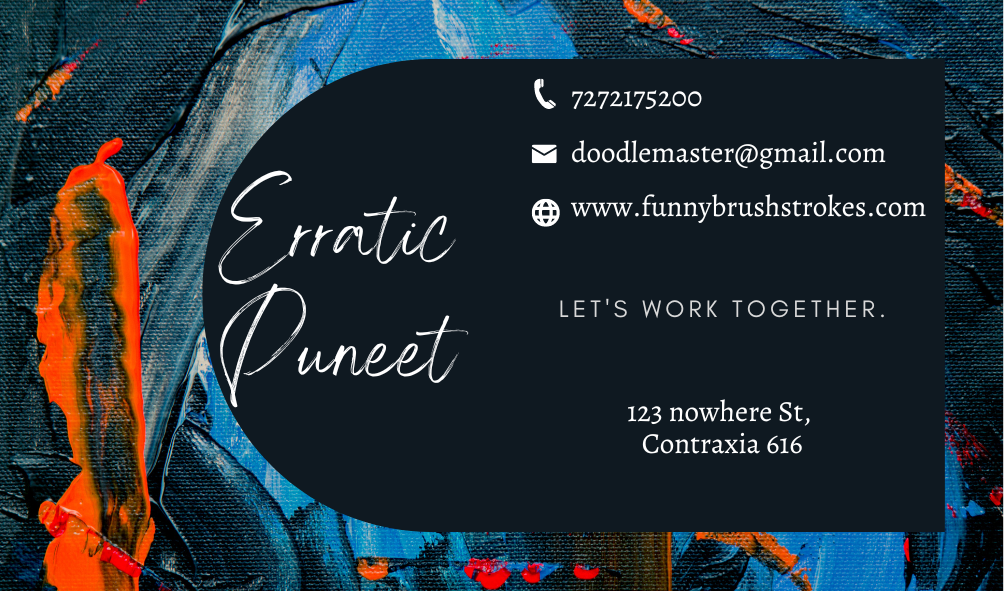 Erratic
Puneet
7272175200
doodlemaster@gmail.com
www.funnybrushstrokes.com
LET'S WORK TOGETHER.
123 nowhere St,
Contraxia 616